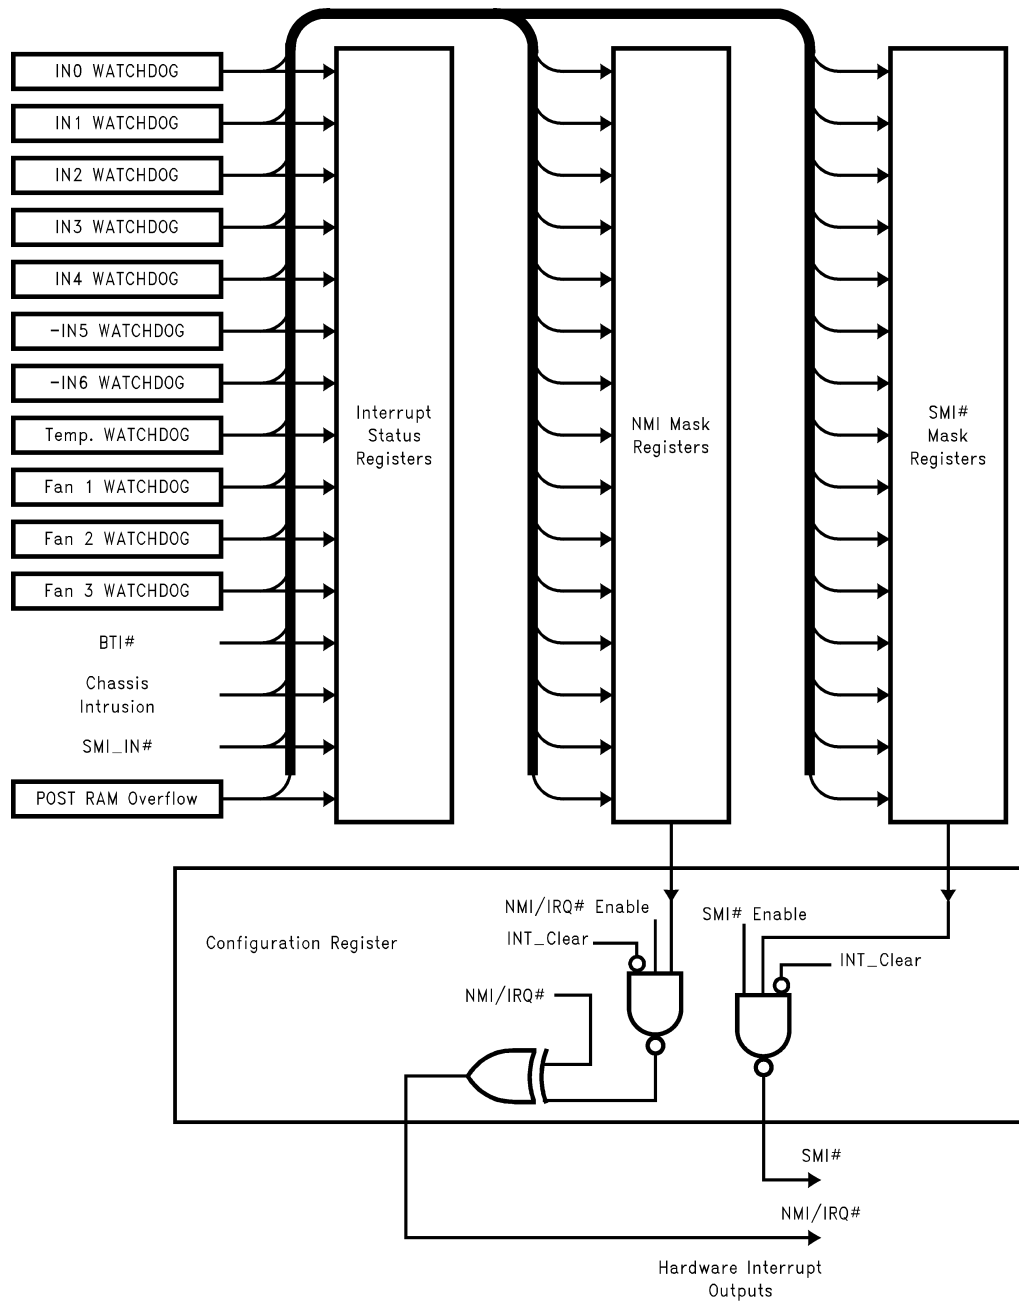 IN0 WATCHDOG
IN1 WATCHDOG
IN2 WATCHDOG
IN3 WATCHDOG
IN4 WATCHDOG
-IN5 WATCHDOG
-IN6 WATCHDOG
Temp. WATCHDOG
Fan 1 WATCHDOG
Fan 2 WATCHDOG
Fan 3 WATCHDOG
BTI#
Chassis
Intrusion
SMI_IN#
POST RAM Overflow
Interrupt
Status
Registers
NMI Mask
Registers
SMI#
Mask
Registers
Configuration Register
NMI/IRQ# Enable
INT_Clear
NMI/IRQ#
SMI# Enable
INT_Clear
SMI#
NMI/IRQ#
Hardware Interrupt
Outputs